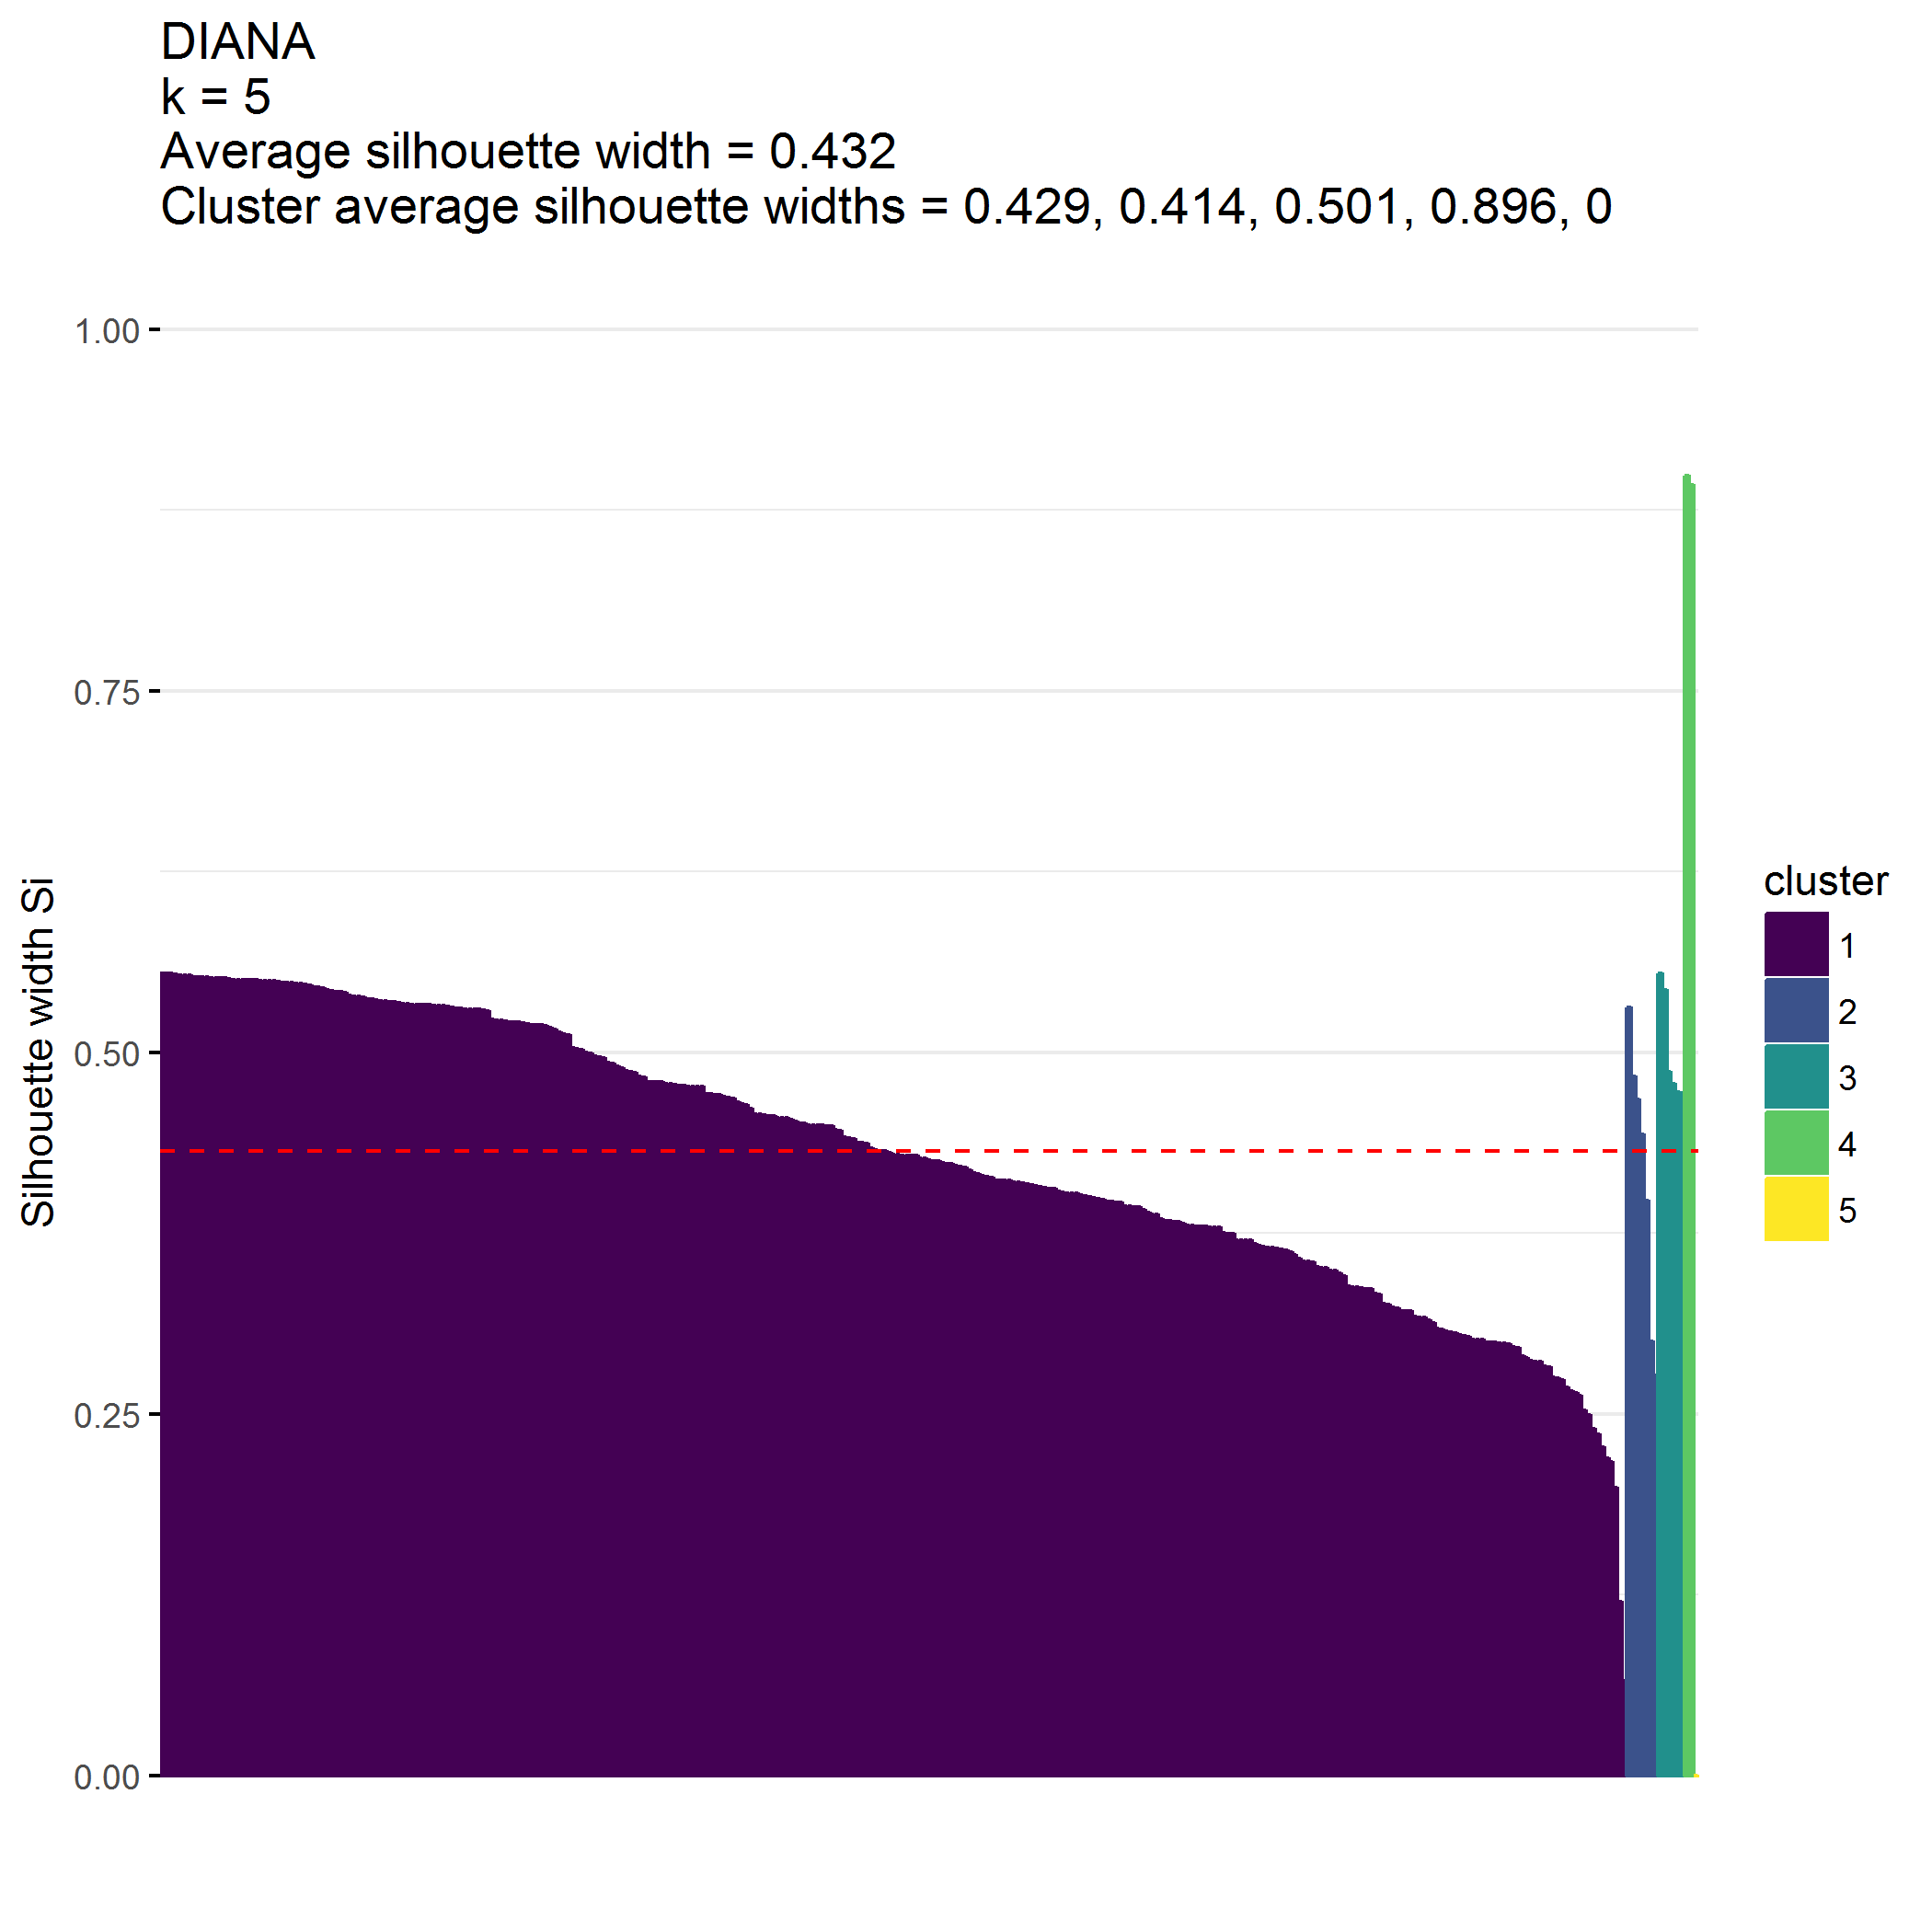 DIANA
k = 5
Average silhouette width = 0.432
Cluster average silhouette widths = 0.429, 0.414, 0.501, 0.896, 0
1.00
0.75
0.50
0.25
0.00
Silhouette width Si
cluster
1
2
3
4
5